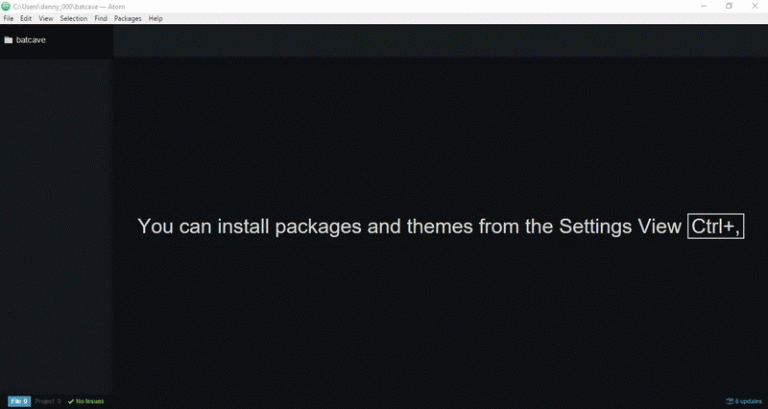 C:\Users\danny_000\batcave — Atom
File Edit View Selection Find Packages Help
batcave
You can install packages and themes from the Settings View Ctrl+,
File 0 Project 0 ✓ No Issues 6 updates